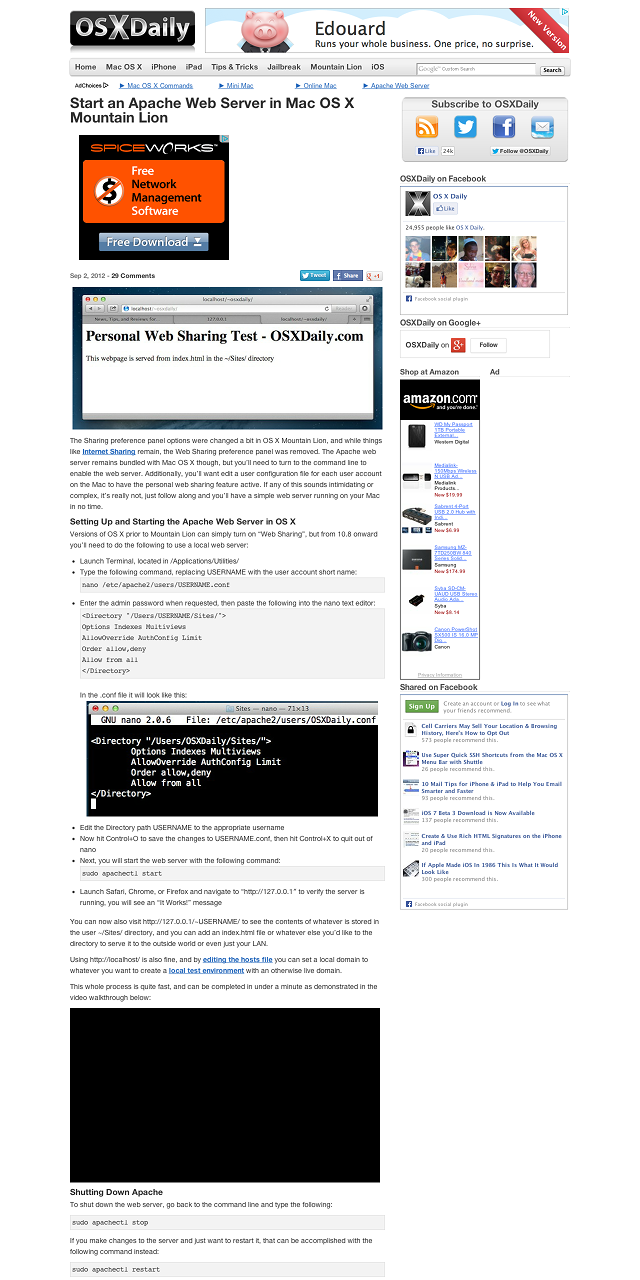 OSXDaily
Edouard
Runs your whole business. One price, no surprise.
New Version
Home Mac OS X iPhone iPad Tips & Tricks Jailbreak Mountain Lion iOS
Google Custom Search
Search
AdChoices
Mac OS X Commands
Mini Mac
Online Mac
Apache Web Server
Start an Apache Web Server in Mac OS X
Mountain Lion
SPICEWORKS
Free
Network
Management
Software
Free Download
Sep 2, 2012 - 29 Comments
Tweet
Share
+1
localhost/~osxdaily/
localhost/~osxdaily/
Reader
News, Tips, and Reviews for...
127.0.0.1
localhost/~osxdaily/
Personal Web Sharing Test - OSXDaily.com
This webpage is served from index.html in the ~/Sites/ directory
The Sharing preference panel options were changed a bit in OS X Mountain Lion, and while things
like Internet Sharing remain, the Web Sharing preference panel was removed. The Apache web
server remains bundled with Mac OS X though, but you'll need to turn to the command line to
enable the web server. Additionally, you'll want edit a user configuration file for each user account
on the Mac to have the personal web sharing feature active. If any of this sounds intimidating or
complex, it's really not, just follow along and you'll have a simple web server running on your Mac
in no time.
Setting Up and Starting the Apache Web Server in OS X
Versions of OS X prior to Mountain Lion can simply turn on "Web Sharing", but from 10.8 onward
you'll need to do the following to use a local web server:
Launch Terminal, located in /Applications/Utilities/
Type the following command, replacing USERNAME with the user account short name:
nano /etc/apache2/users/USERNAME.conf
Enter the admin password when requested, then paste the following into the nano text editor:
<Directory "/Users/USERNAME/Sites/">
Options Indexes Multiviews
AllowOverride AuthConfig Limit
Order allow,deny
Allow from all
</Directory>
In the .conf file it will look like this:
Sites — nano — 71×13
GNU nano 2.0.6 File: /etc/apache2/users/OSXDaily.conf
<Directory "/Users/OSXDaily/Sites/">
Options Indexes Multiviews
AllowOverride AuthConfig Limit
Order allow,deny
Allow from all
</Directory>
Edit the Directory path USERNAME to the appropriate username
Now hit Control+O to save the changes to USERNAME.conf, then hit Control+X to quit out of
nano
Next, you will start the web server with the following command:
sudo apachectl start
Launch Safari, Chrome, or Firefox and navigate to "http://127.0.0.1" to verify the server is
running, you will see an "It Works!" message
You can now also visit http://127.0.0.1/~USERNAME/ to see the contents of whatever is stored in
the user ~/Sites/ directory, and you can add an index.html file or whatever else you'd like to the
directory to serve it to the outside world or even just your LAN.
Using http://localhost/ is also fine, and by editing the hosts file you can set a local domain to
whatever you want to create a local test environment with an otherwise live domain.
This whole process is quite fast, and can be completed in under a minute as demonstrated in the
video walkthrough below:
Shutting Down Apache
To shut down the web server, go back to the command line and type the following:
sudo apachectl stop
If you make changes to the server and just want to restart it, that can be accomplished with the
following command instead:
sudo apachectl restart
Subscribe to OSXDaily
Like 24k
Follow @OSXDaily
OSXDaily on Facebook
OS X Daily
Like
24,955 people like OS X Daily.
Facebook social plugin
OSXDaily on Google+
OSXDaily on
Follow
Shop at Amazon
Ad
amazon.com
and you're done.
WD My Passport
1TB Portable
External...
Western Digital
Medialink-
150Mbps Wireless
N USB Ad...
Medialink
Products...
New $19.99
Sabrent 4-Port
USB 2.0 Hub with
Indi...
Sabrent
New $6.99
Samsung MZ-
7TD250BW 840
Series Solid...
Samsung
New $174.99
Syba SD-CM-
UAUD USB Stereo
Audio Ada...
Syba
New $8.14
Canon PowerShot
SX500 IS 16.0 MP
Dig...
Canon
Privacy Information
Shared on Facebook
Sign Up
Create an account or Log In to see what
your friends recommend.
Cell Carriers May Sell Your Location & Browsing
History, Here's How to Opt Out
573 people recommend this.
Use Super Quick SSH Shortcuts from the Mac OS X
Menu Bar with Shuttle
26 people recommend this.
10 Mail Tips for iPhone & iPad to Help You Email
Smarter and Faster
93 people recommend this.
iOS 7 Beta 3 Download is Now Available
137 people recommend this.
Create & Use Rich HTML Signatures on the iPhone
and iPad
20 people recommend this.
If Apple Made iOS In 1986 This Is What It Would
Look Like
300 people recommend this.
Facebook social plugin